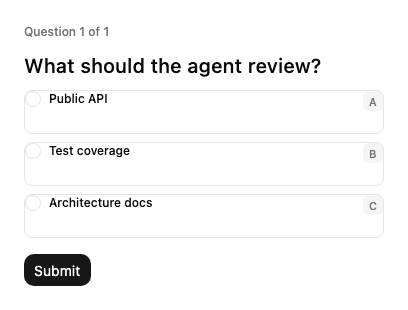 Question 1 of 1
What should the agent review?
Public API A
Test coverage B
Architecture docs C
Submit